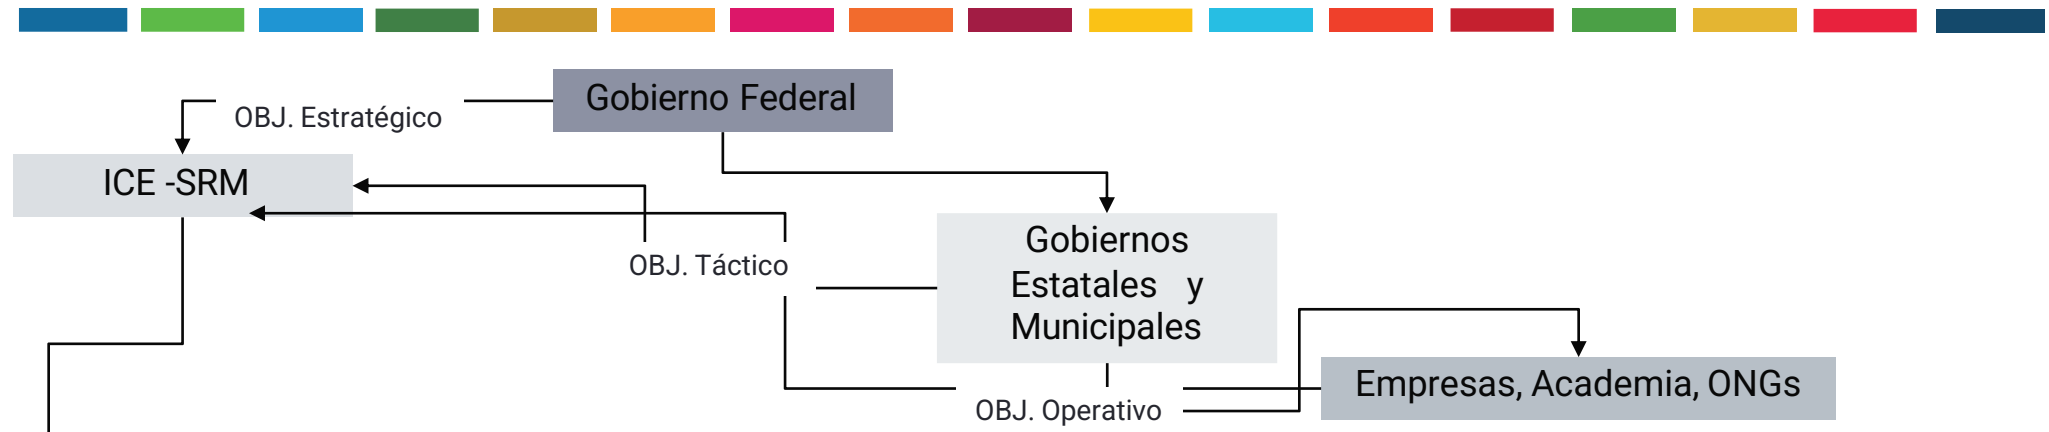 Gobierno Federal
OBJ. Estratégico
ICE -SRM
Gobiernos
Estatales y
Municipales
OBJ. Táctico
Empresas, Academia, ONGs
OBJ. Operativo